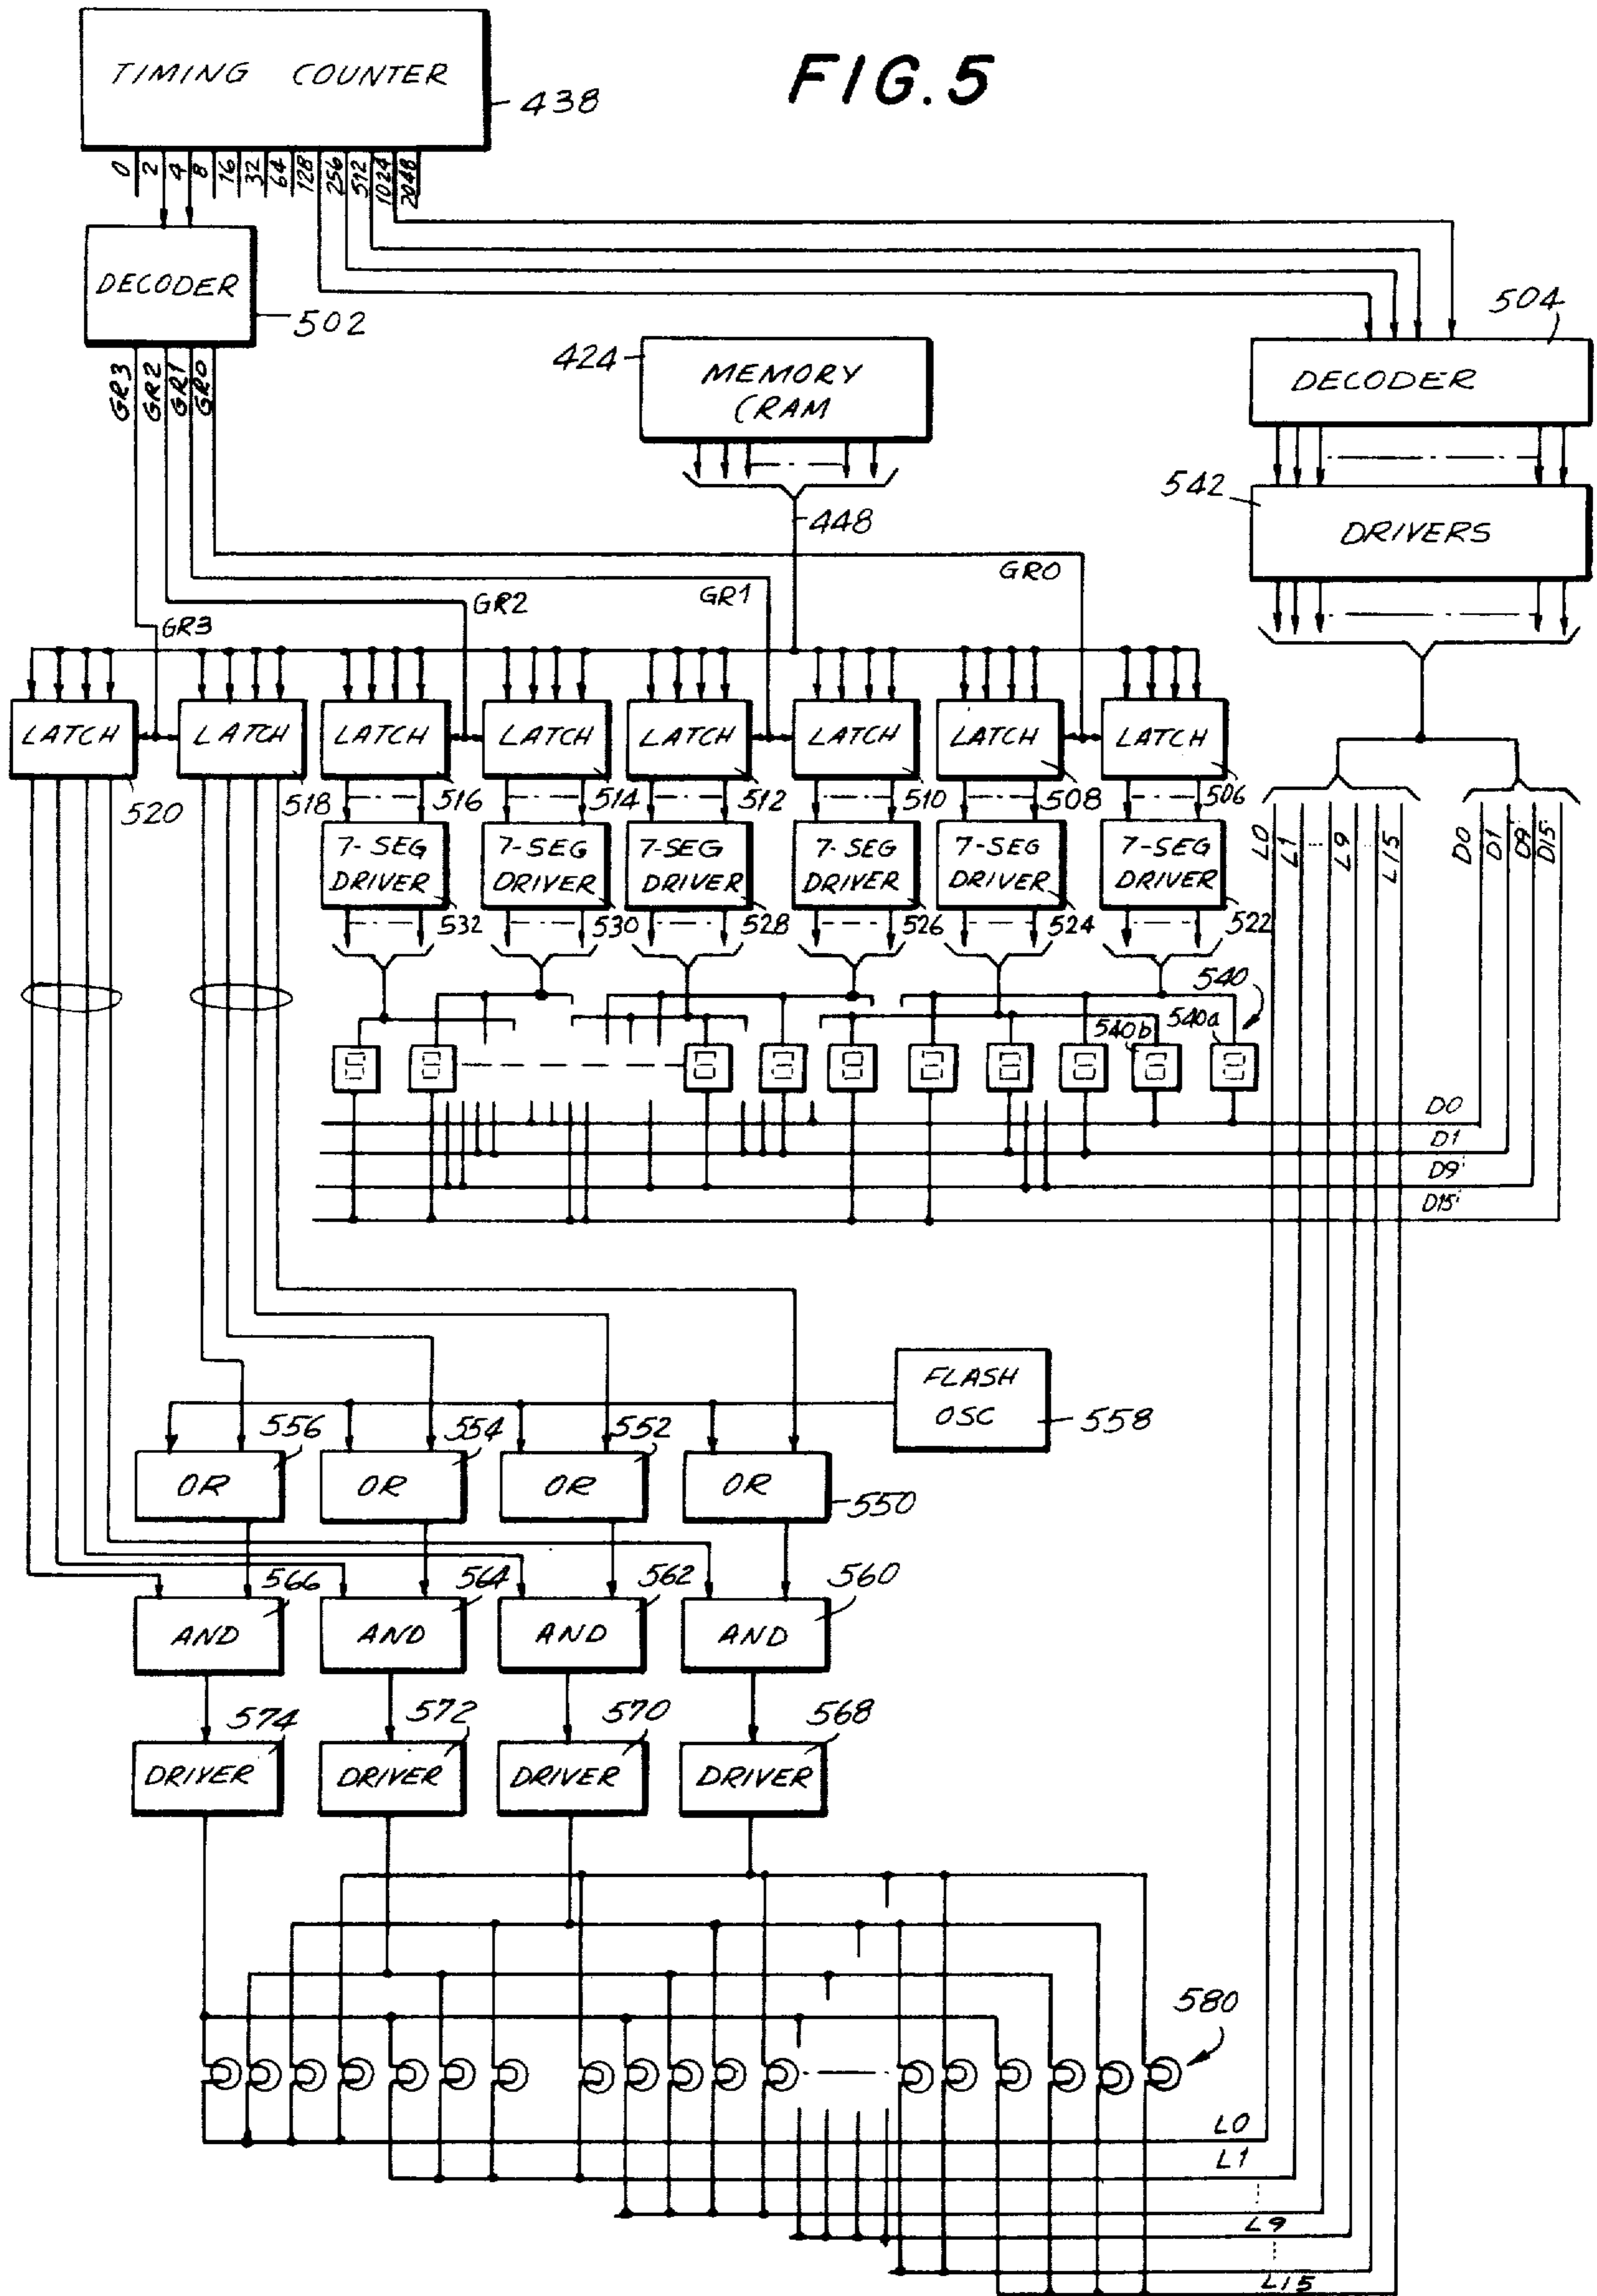 FIG. 5
TIMING COUNTER
438
0 2 4 8 16 32 64 128 256 512 1024 2048
DECODER
502
504
424
MEMORY
(RAM
DECODER
GR3 GR2 GR1 GR0
542
448
DRIVERS
GR0
GR1
GR2
GR3
LATCH LATCH LATCH LATCH LATCH LATCH LATCH LATCH
520 518 516 514 512 510 508 506
L0 L1 L9 L15 D0 D1 D9 D15
7-SEG 7-SEG 7-SEG 7-SEG 7-SEG 7-SEG
DRIVER DRIVER DRIVER DRIVER DRIVER DRIVER
532 530 528 526 524 522
540
540b 540a
D0
D1
D9
D15
FLASH
OSC
558
556 554 552
OR OR OR OR
550
566 564 562 560
AND AND AND AND
574 572 570 568
DRIVER DRIVER DRIVER DRIVER
580
L0
L1
L9
L15